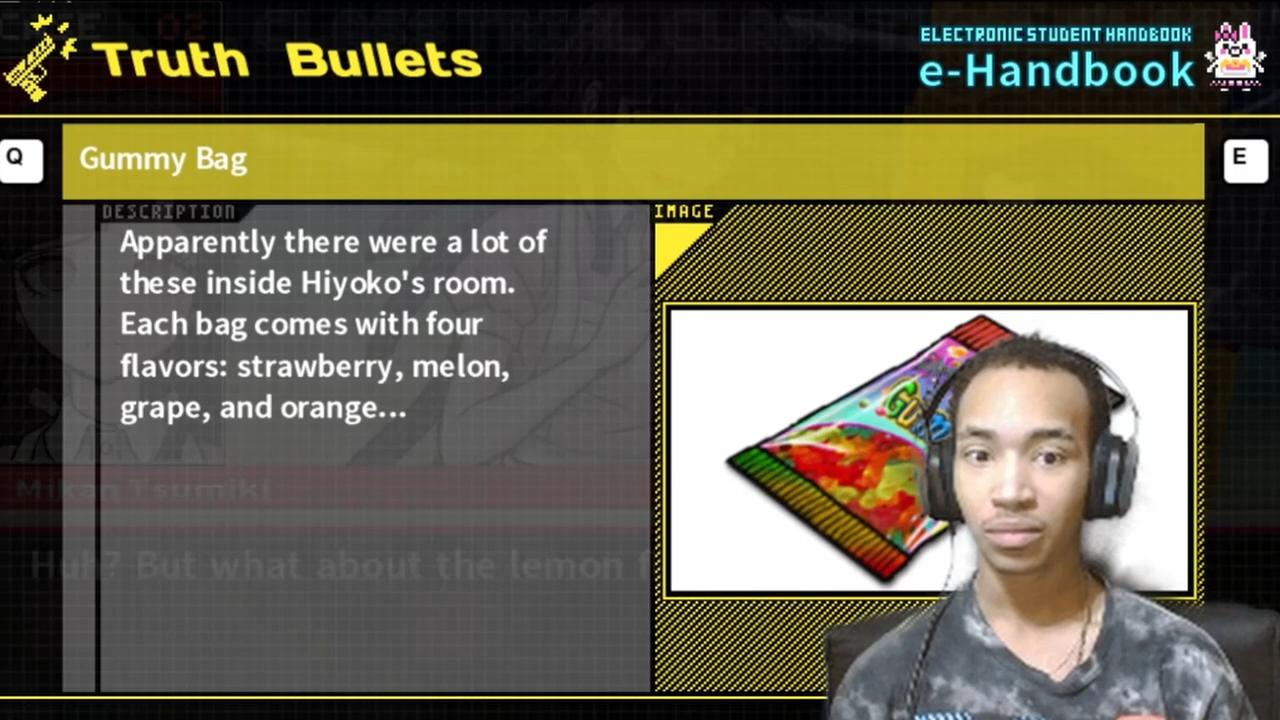 Truth Bullets
ELECTRONIC STUDENT HANDBOOK
e-Handbook
Q
Gummy Bag
E
DESCRIPTION
IMAGE
Apparently there were a lot of
these inside Hiyoko's room.
Each bag comes with four
flavors: strawberry, melon,
grape, and orange...
Mikan Tsumiki
Huh? But what about the lemon